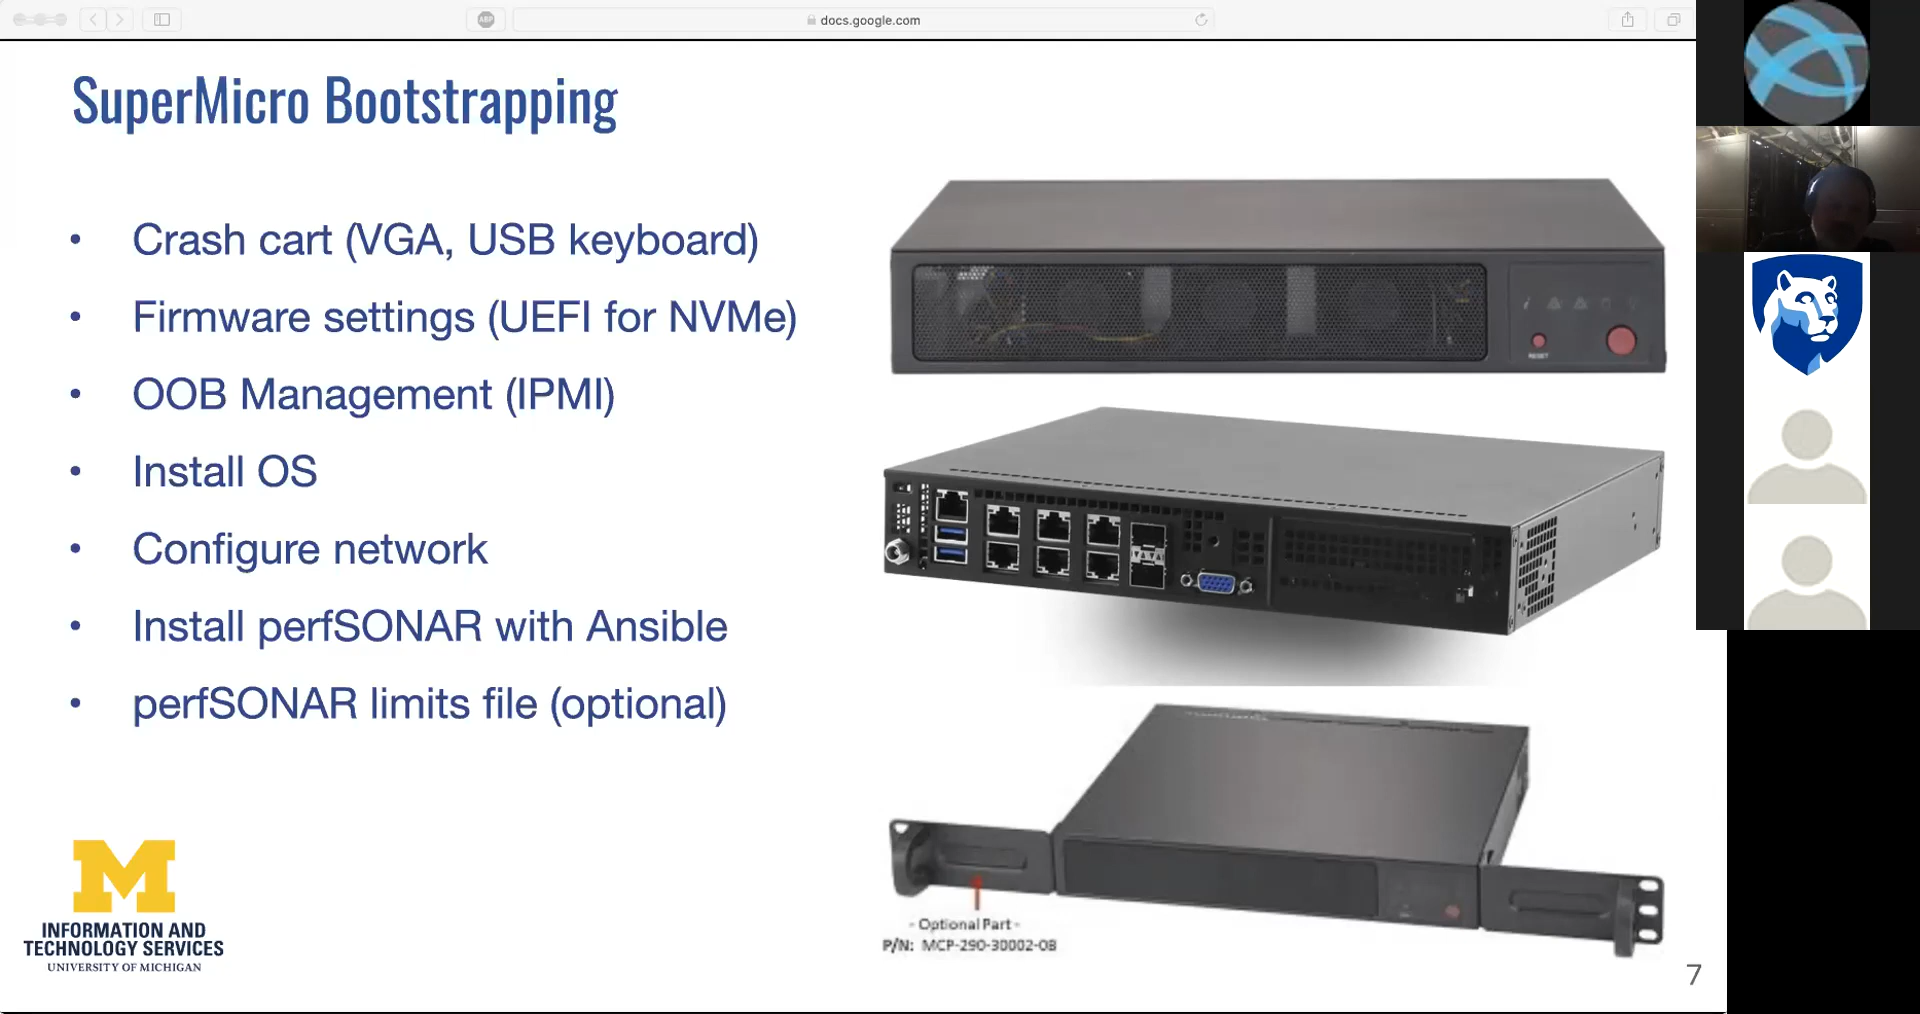 ABP
docs.google.com
SuperMicro Bootstrapping
• Crash cart (VGA, USB keyboard)
• Firmware settings (UEFI for NVMe)
• OOB Management (IPMI)
• Install OS
• Configure network
• Install perfSONAR with Ansible
• perfSONAR limits file (optional)
RESET
- Optional Part -
P/N: MCP-290-30002-0B
M
INFORMATION AND
TECHNOLOGY SERVICES
UNIVERSITY OF MICHIGAN
7